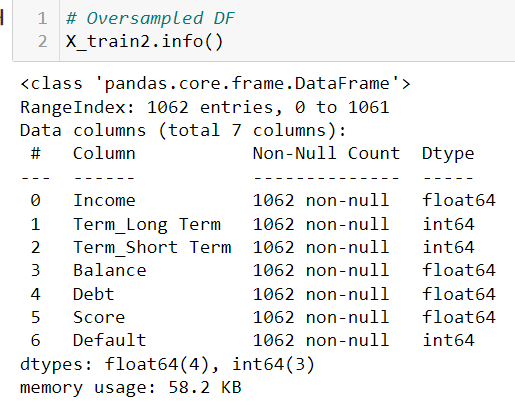 1 # Oversampled DF
2 X_train2.info()
<class 'pandas.core.frame.DataFrame'>
RangeIndex: 1062 entries, 0 to 1061
Data columns (total 7 columns):
 #   Column           Non-Null Count  Dtype
---  ------           --------------  -----
 0   Income           1062 non-null   float64
 1   Term_Long Term   1062 non-null   int64
 2   Term_Short Term  1062 non-null   int64
 3   Balance          1062 non-null   float64
 4   Debt             1062 non-null   float64
 5   Score            1062 non-null   float64
 6   Default          1062 non-null   int64
dtypes: float64(4), int64(3)
memory usage: 58.2 KB